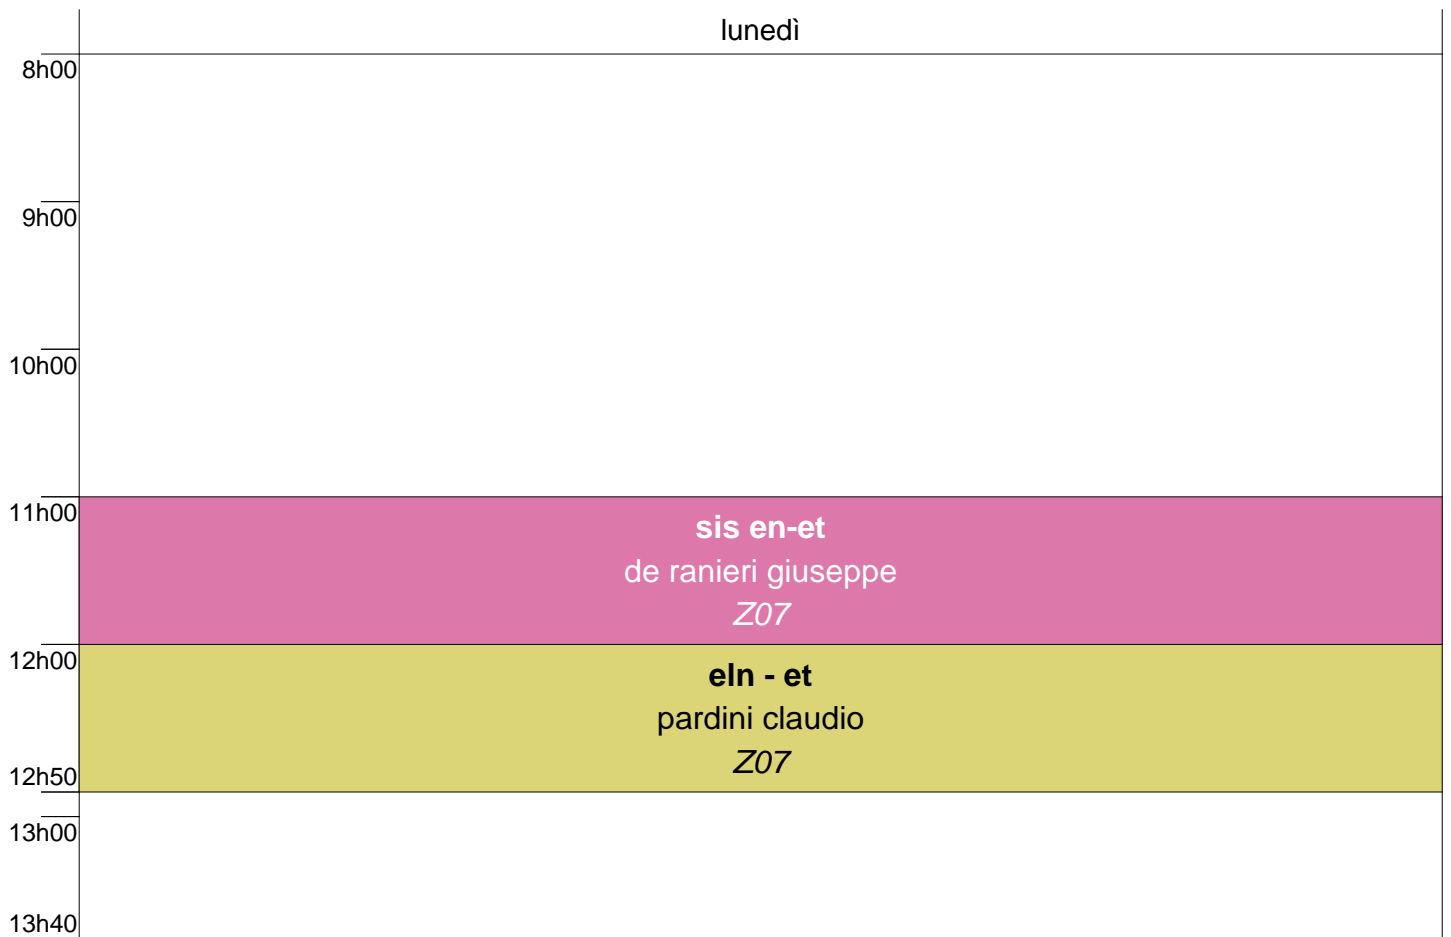 lunedì
8h00
9h00
10h00
11h00
sis en-et
de ranieri giuseppe
Z07
12h00
eln - et
pardini claudio
Z07
12h50
13h00
13h40